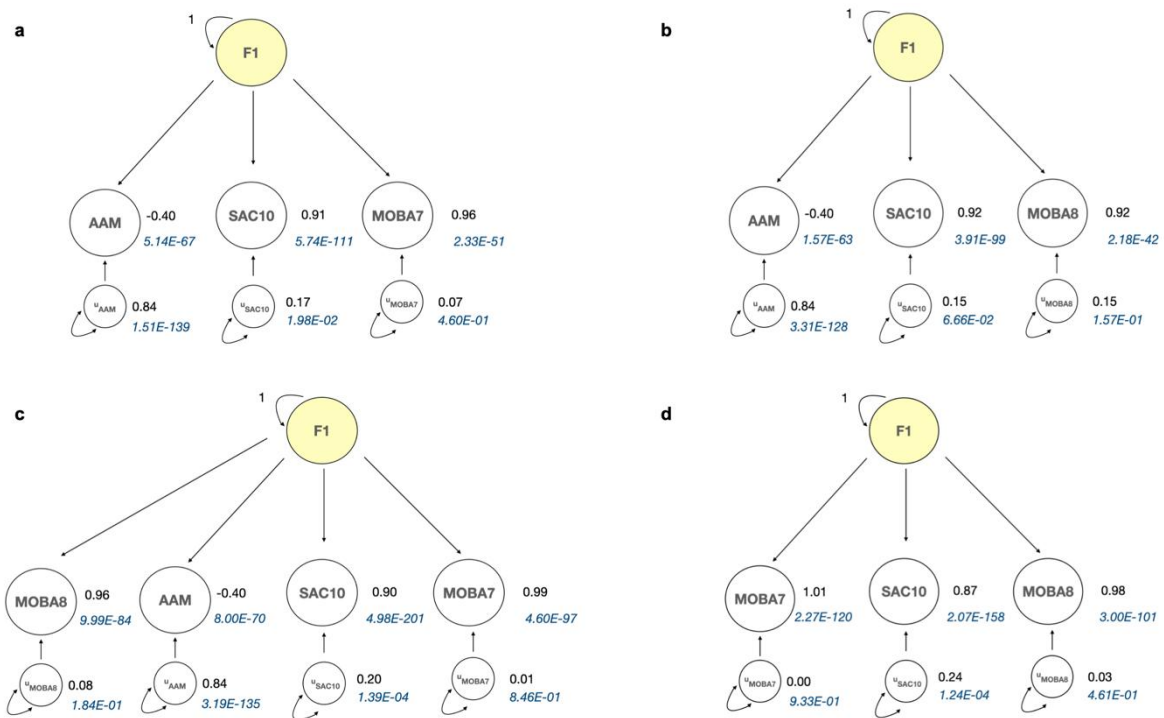 a
1
F1
AAM -0.40
5.14E-67
SAC10 0.91
5.74E-111
MOBA7 0.96
2.33E-51
uAAM 0.84
1.51E-139
uSAC10 0.17
1.98E-02
uMOBA7 0.07
4.60E-01
b
1
F1
AAM -0.40
1.57E-63
SAC10 0.92
3.91E-99
MOBA8 0.92
2.18E-42
uAAM 0.84
3.31E-128
uSAC10 0.15
6.66E-02
uMOBA8 0.15
1.57E-01
c
1
F1
MOBA8 0.96
9.99E-84
AAM -0.40
8.00E-70
SAC10 0.90
4.98E-201
MOBA7 0.99
4.60E-97
uMOBA8 0.08
1.84E-01
uAAM 0.84
3.19E-135
uSAC10 0.20
1.39E-04
uMOBA7 0.01
8.46E-01
d
1
F1
MOBA7 1.01
2.27E-120
SAC10 0.87
2.07E-158
MOBA8 0.98
3.00E-101
uMOBA7 0.00
9.33E-01
uSAC10 0.24
1.24E-04
uMOBA8 0.03
4.61E-01